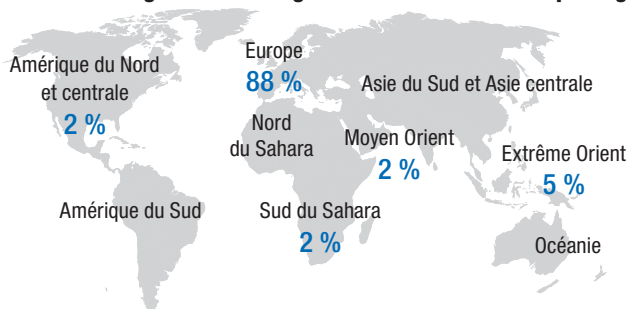 Europe
88 %
Amérique du Nord
et centrale
2 %
Asie du Sud et Asie centrale
Nord
du Sahara
Moyen Orient
2 %
Extrême Orient
5 %
Amérique du Sud
Sud du Sahara
2 %
Océanie